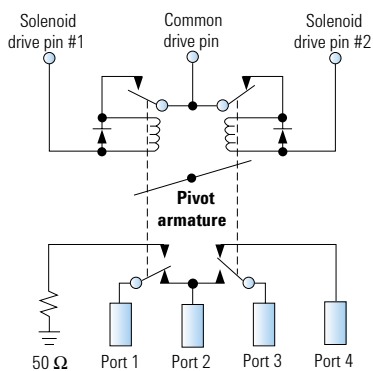 Solenoid
drive pin #1
Common
drive pin
Solenoid
drive pin #2
Pivot
armature
50 Ω
Port 1
Port 2
Port 3
Port 4